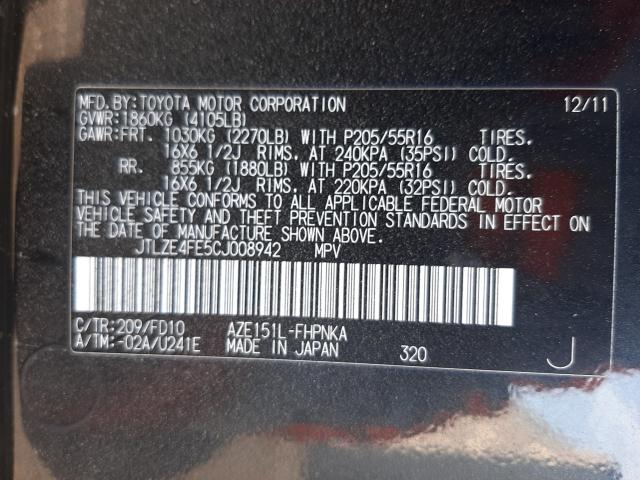 MFD.BY:TOYOTA MOTOR CORPORATION 12/11
GVWR:1860KG (4105LB)
GAWR:FRT. 1030KG (2270LB) WITH P205/55R16 TIRES.
16X6 1/2J RIMS. AT 240KPA (35PSI) COLD.
RR. 855KG (1880LB) WITH P205/55R16 TIRES.
16X6 1/2J RIMS. AT 220KPA (32PSI) COLD.
THIS VEHICLE CONFORMS TO ALL APPLICABLE FEDERAL MOTOR
VEHICLE SAFETY AND THEFT PREVENTION STANDARDS IN EFFECT ON
THE DATE OF MANUFACTURE SHOWN ABOVE.
JTLZE4FE5CJ008942 MPV
C/TR:209/FD10 AZE151L-FHPNKA
A/TM:-02A/U241E MADE IN JAPAN 320 J